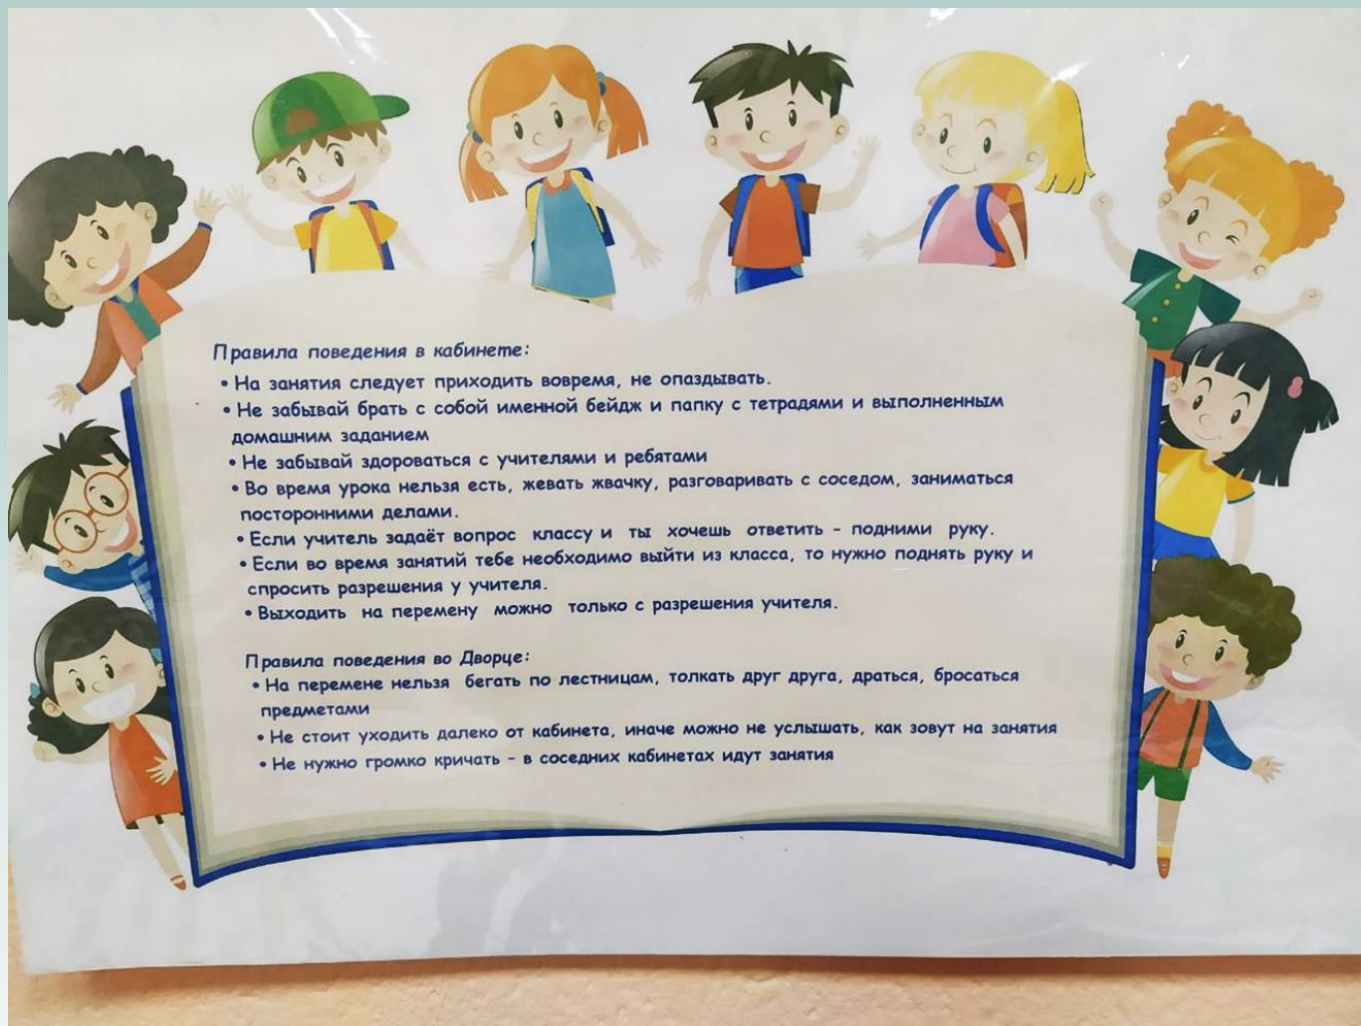 Правила поведения в кабинете:
• На занятия следует приходить вовремя, не опаздывать.
• Не забывай брать с собой именной бейдж и папку с тетрадями и выполненным
домашним заданием
• Не забывай здороваться с учителями и ребятами
• Во время урока нельзя есть, жевать жвачку, разговаривать с соседом, заниматься
посторонними делами.
• Если учитель задаёт вопрос классу и ты хочешь ответить - подними руку.
• Если во время занятий тебе необходимо выйти из класса, то нужно поднять руку и
спросить разрешения у учителя.
• Выходить на перемену можно только с разрешения учителя.
Правила поведения во Дворце:
• На перемене нельзя бегать по лестницам, толкать друг друга, драться, бросаться
предметами
• Не стоит уходить далеко от кабинета, иначе можно не услышать, как зовут на занятия
• Не нужно громко кричать - в соседних кабинетах идут занятия